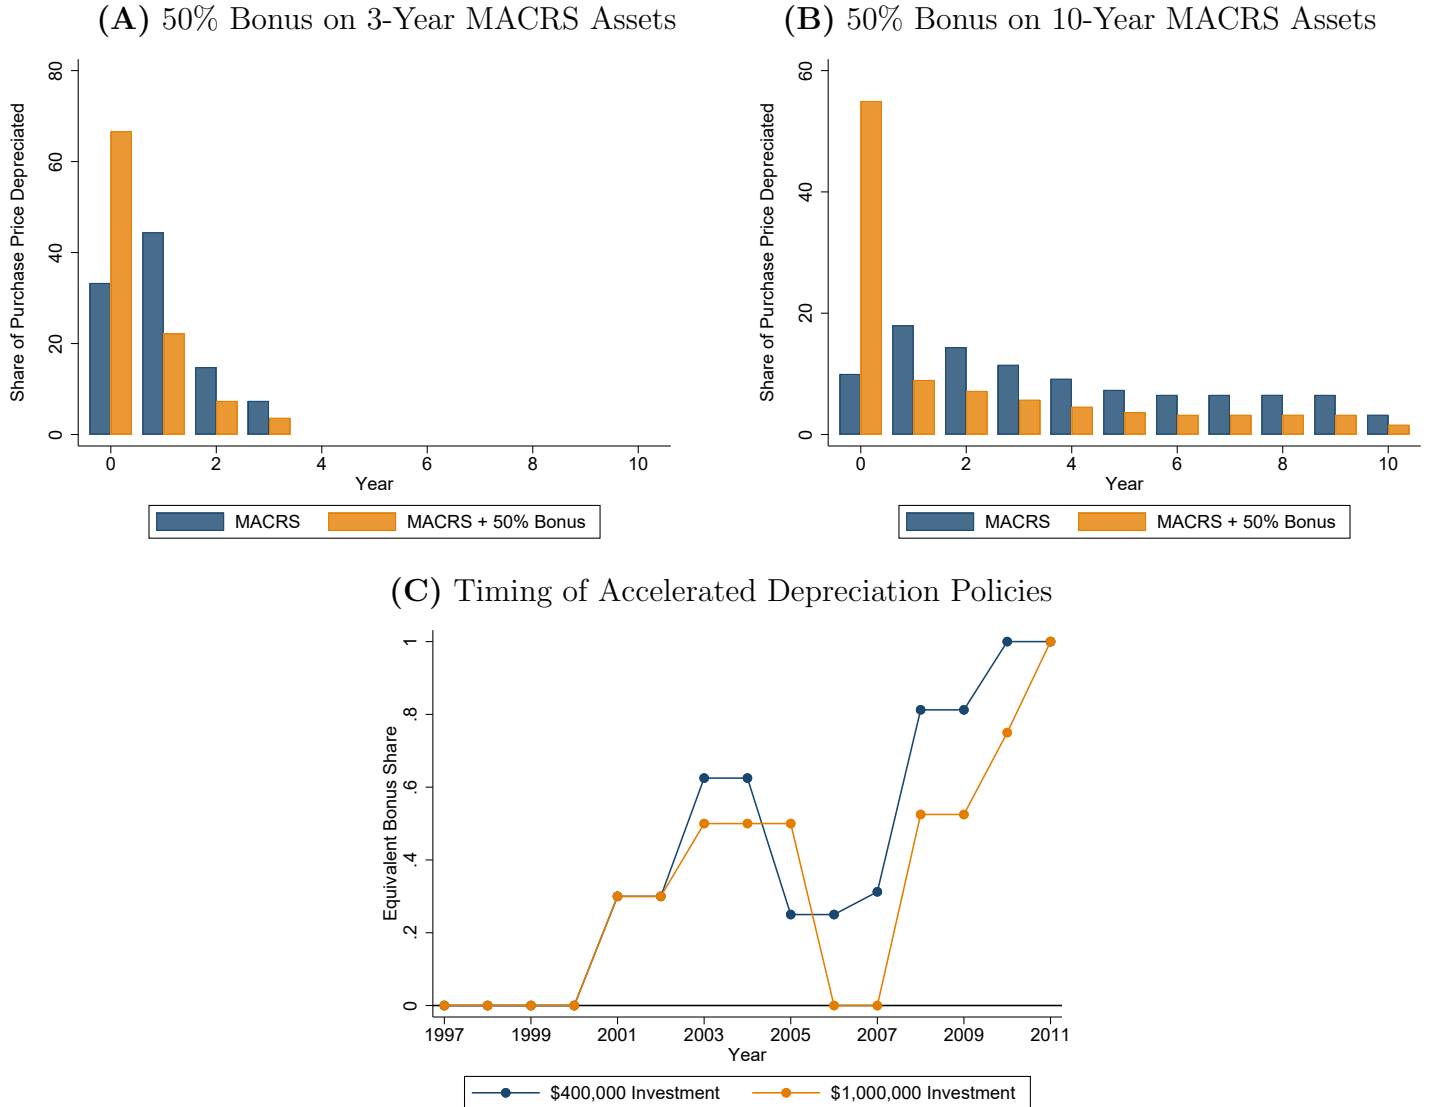 (A) 50% Bonus on 3-Year MACRS Assets
Share of Purchase Price Depreciated
80
60
40
20
0
0 2 4 6 8 10
Year
MACRS MACRS + 50% Bonus
(B) 50% Bonus on 10-Year MACRS Assets
Share of Purchase Price Depreciated
60
40
20
0
0 2 4 6 8 10
Year
MACRS MACRS + 50% Bonus
(C) Timing of Accelerated Depreciation Policies
Equivalent Bonus Share
1
.8
.6
.4
.2
0
1997 1999 2001 2003 2005 2007 2009 2011
Year
$400,000 Investment $1,000,000 Investment